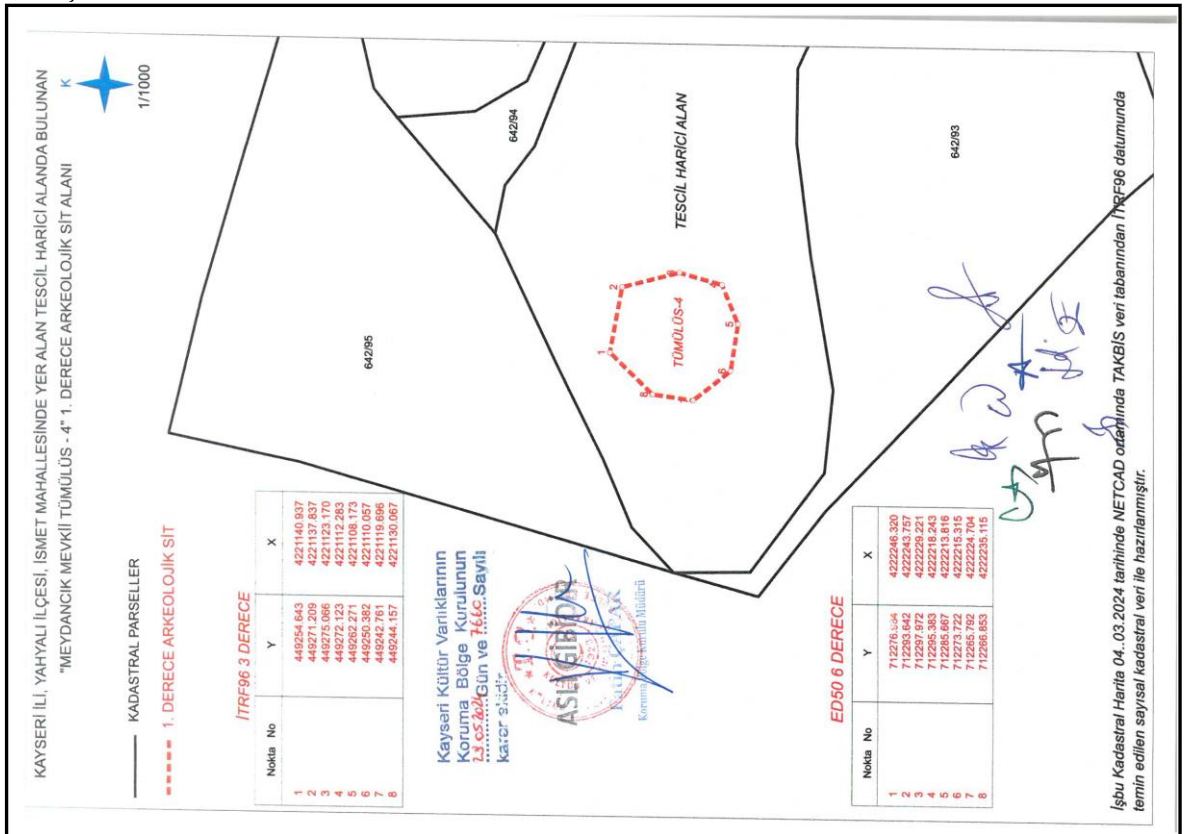 KAYSERİ İLİ, YAHYALI İLÇESİ, İSMET MAHALLESİNDE YER ALAN TESCİL HARİCİ ALANDA BULUNAN
"MEYDANCIK MEVKİİ TÜMÜLÜS - 4" 1. DERECE ARKEOLOJİK SİT ALANI
K
1/1000
KADASTRAL PARSELLER
1. DERECE ARKEOLOJİK SİT
İTRF96 3 DERECE
Nokta No Y X
1 449254.643 4221140.937
2 449271.209 4221137.837
3 449275.066 4221123.170
4 449272.123 4221112.283
5 449262.271 4221108.173
6 449250.382 4221110.057
7 449242.761 4221119.696
8 449244.157 4221130.067
642/95
642/94
TESCİL HARİCİ ALAN
642/93
TÜMÜLÜS-4
1
2
3
4
5
6
7
8
Kayseri Kültür Varlıklarının
Koruma Bölge Kurulunun
Gün ve 7660 Sayılı
karar ekidir
ASLI GİBİDİR
Koruma Bölge Kurulu Müdürü
ED50 6 DERECE
Nokta No Y X
1 4222246.320
2 712293.642 4222243.757
3 712297.972 4222229.221
4 712295.383 4222218.243
5 712285.667 4222213.816
6 712273.722 4222215.315
7 712265.792 4222224.704
8 712266.853 4222235.115
İşbu Kadastral Harita 04..03.2024 tarihinde NETCAD ortamında TAKBİS veri tabanından İTRF96 datumunda
temin edilen sayısal kadastral veri ile hazırlanmıştır.